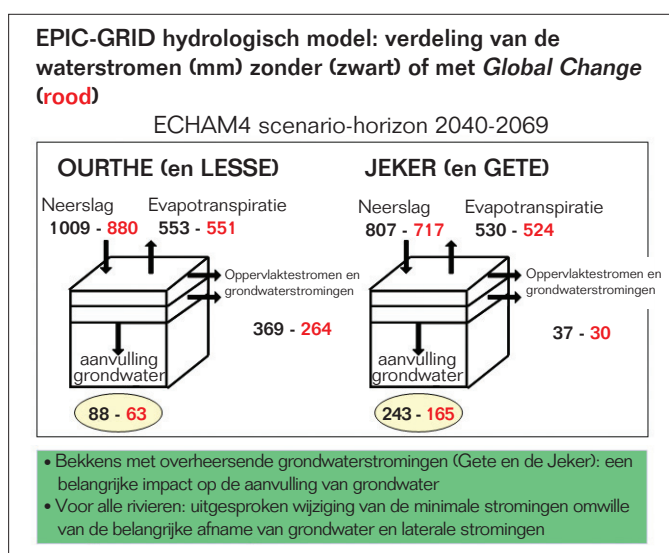 EPIC-GRID hydrologisch model: verdeling van de
waterstromen (mm) zonder (zwart) of met Global Change
(rood)
ECHAM4 scenario-horizon 2040-2069
OURTHE (en LESSE)
Neerslag Evapotranspiratie
1009 - 880 553 - 551
Oppervlaktestromen en
grondwaterstromingen
369 - 264
aanvulling
grondwater
88 - 63
JEKER (en GETE)
Neerslag Evapotranspiratie
807 - 717 530 - 524
Oppervlaktestromen en
grondwaterstromingen
37 - 30
aanvulling
grondwater
243 - 165
• Bekkens met overheersende grondwaterstromingen (Gete en de Jeker): een
belangrijke impact op de aanvulling van grondwater
• Voor alle rivieren: uitgesproken wijziging van de minimale stromingen omwille
van de belangrijke afname van grondwater en laterale stromingen